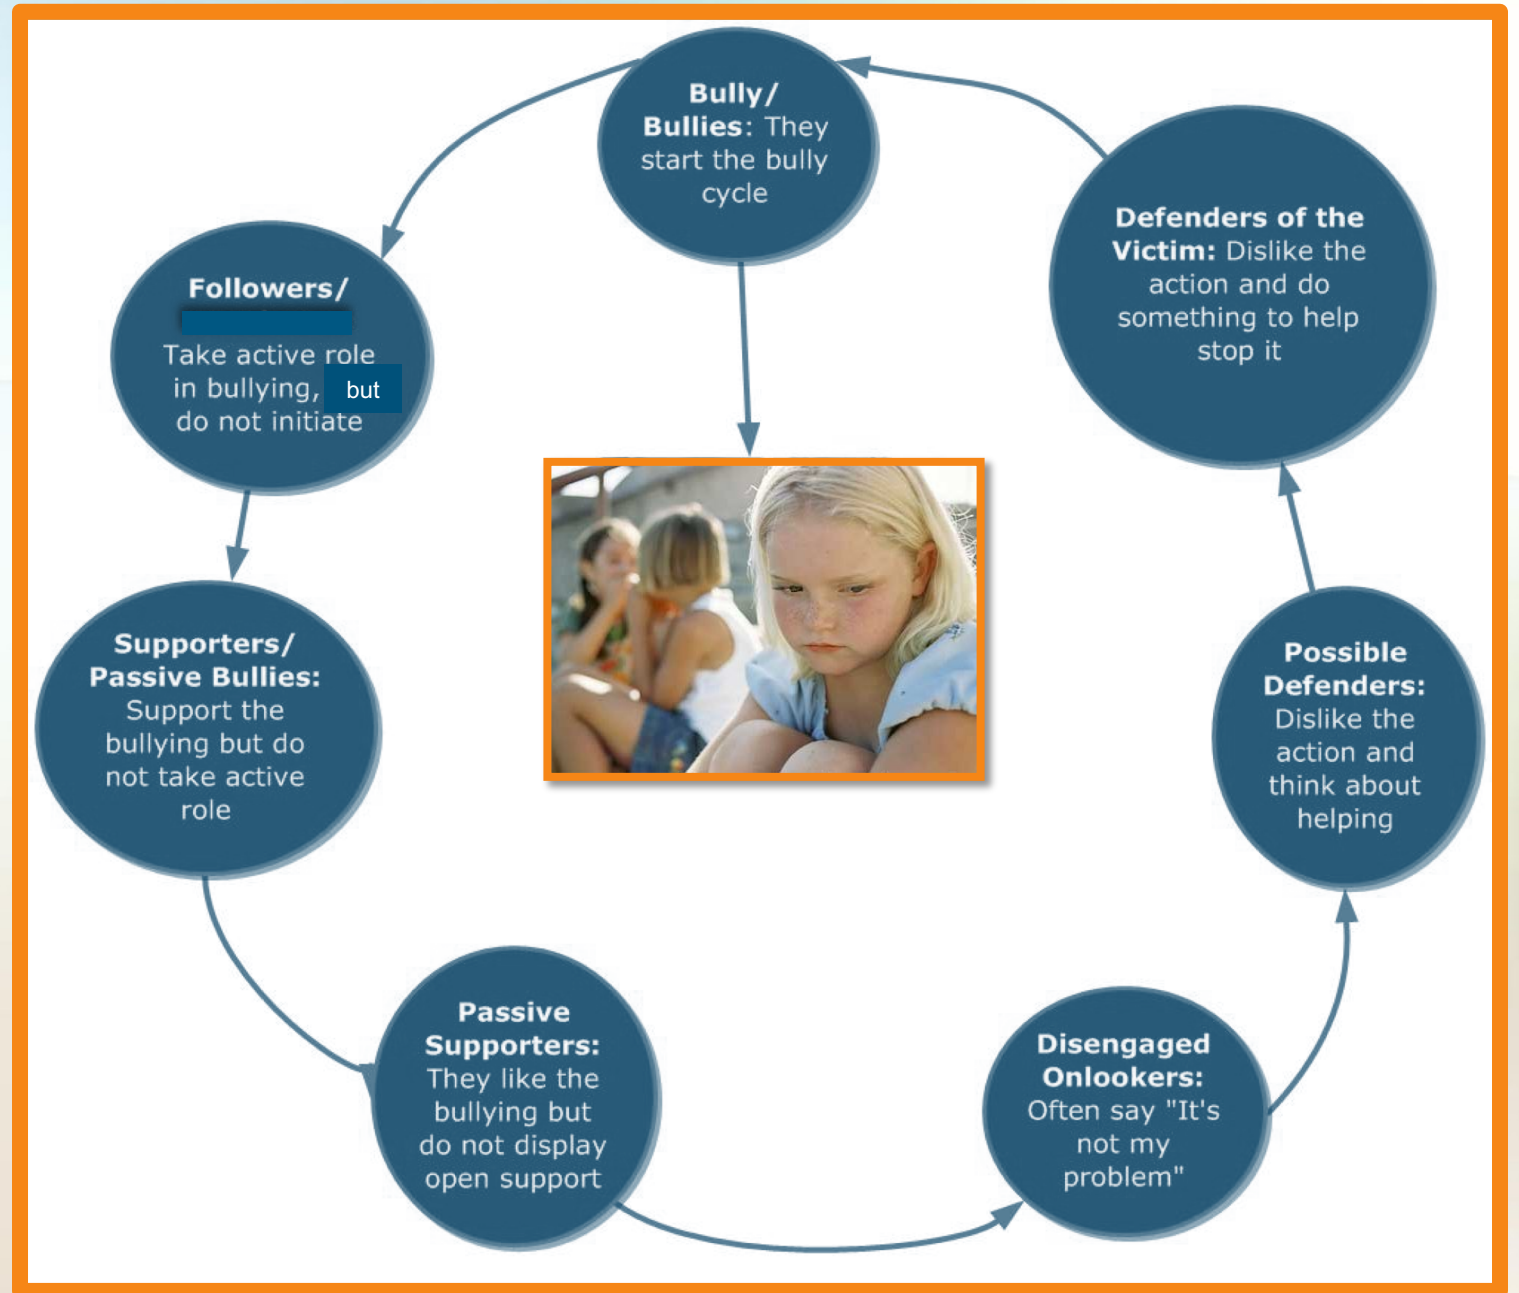 Bully/
Bullies: They
start the bully
cycle
Followers/
Take active role
in bullying, but
do not initiate
Supporters/
Passive Bullies:
Support the
bullying but do
not take active
role
Passive
Supporters:
They like the
bullying but
do not display
open support
Disengaged
Onlookers:
Often say "It's
not my
problem"
Possible
Defenders:
Dislike the
action and
think about
helping
Defenders of the
Victim: Dislike the
action and do
something to help
stop it